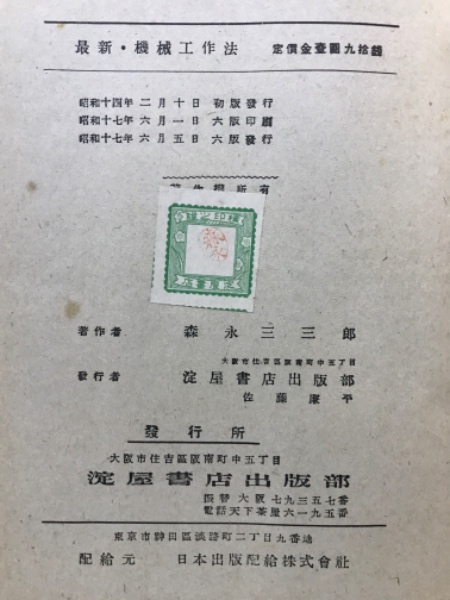 最新・機械工作法 定價金壹圓九拾錢
昭和十四年 二月十日 初版發行
昭和十七年 六月一日 六版印刷
昭和十七年 六月五日 六版發行
著作權所有
著作者 森永三三郎
大阪市住吉區阪南町中五丁目
發行者 淀屋書店出版部
佐藤廉平
發行所
大阪市住吉區阪南町中五丁目
淀屋書店出版部
振替大阪七九三五七番
電話天下茶屋六一九五番
東京市神田區淡路町二丁目九番地
配給元 日本出版配給株式會社